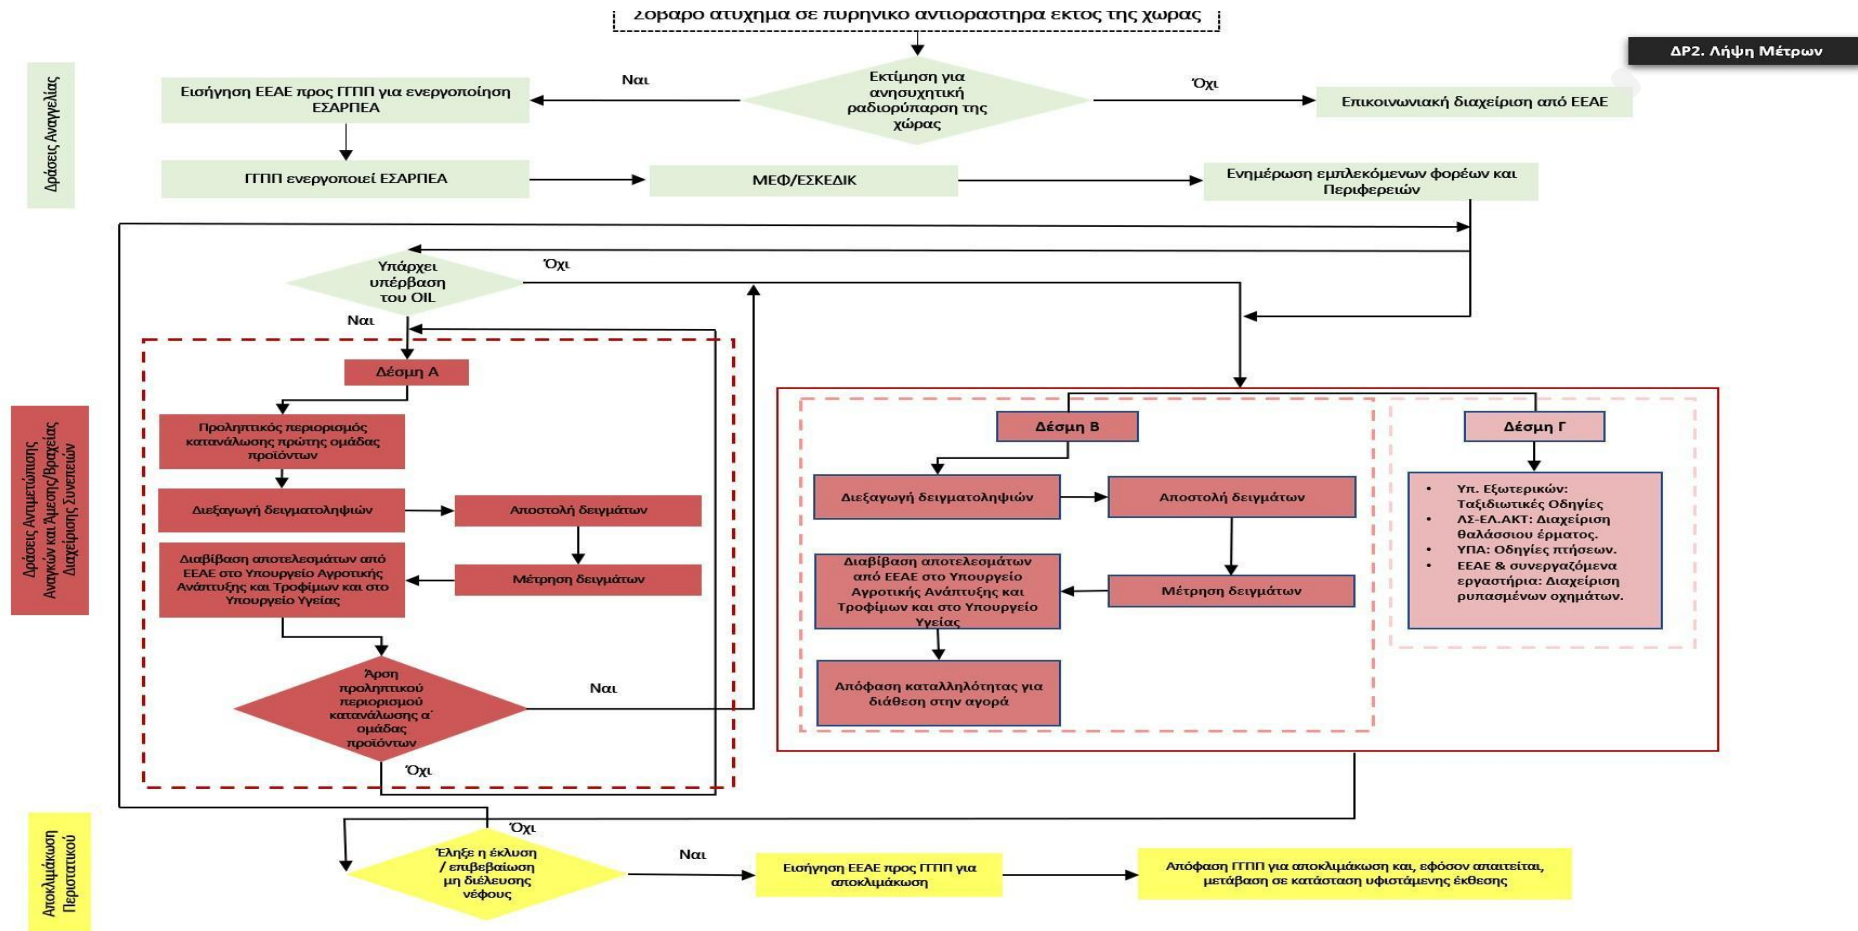 Σοβαρό ατύχημα σε πυρηνικό αντιδραστήρα εκτός της χώρας
ΔΡ2. Λήψη Μέτρων
Δράσεις Αναγγελίας
Εκτίμηση για
ανησυχητική
ραδιορύπαρση της
χώρας
Ναι
Όχι
Εισήγηση ΕΕΑΕ προς ΓΓΠΠ για ενεργοποίηση
ΕΣΑΡΠΕΑ
Επικοινωνιακή διαχείριση από ΕΕΑΕ
ΓΓΠΠ ενεργοποιεί ΕΣΑΡΠΕΑ
ΜΕΦ/ΕΣΚΕΔΙΚ
Ενημέρωση εμπλεκόμενων φορέων και
Περιφερειών
Υπάρχει
υπέρβαση
του OIL
Όχι
Ναι
Δράσεις Αντιμετώπισης
Αναγκών και Άμεσης/Βραχείας
Διαχείρισης Συνεπειών
Δέσμη Α
Προληπτικός περιορισμός
κατανάλωσης πρώτης ομάδας
προϊόντων
Διεξαγωγή δειγματοληψιών
Αποστολή δειγμάτων
Διαβίβαση αποτελεσμάτων από
ΕΕΑΕ στο Υπουργείο Αγροτικής
Ανάπτυξης και Τροφίμων και στο
Υπουργείο Υγείας
Μέτρηση δειγμάτων
Άρση
προληπτικού
περιορισμού
κατανάλωσης α΄
ομάδας
προϊόντων
Ναι
Όχι
Δέσμη Β
Διεξαγωγή δειγματοληψιών
Αποστολή δειγμάτων
Διαβίβαση αποτελεσμάτων
από ΕΕΑΕ στο Υπουργείο
Αγροτικής Ανάπτυξης και
Τροφίμων και στο Υπουργείο
Υγείας
Μέτρηση δειγμάτων
Απόφαση καταλληλότητας για
διάθεση στην αγορά
Δέσμη Γ
• Υπ. Εξωτερικών:
Ταξιδιωτικές Οδηγίες
• ΛΣ-ΕΛ.ΑΚΤ: Διαχείριση
θαλάσσιου έρματος.
• ΥΠΑ: Οδηγίες πτήσεων.
• ΕΕΑΕ & συνεργαζόμενα
εργαστήρια: Διαχείριση
ρυπασμένων οχημάτων.
Αποκλιμάκωση
Περιστατικού
Όχι
Έληξε η έκλυση
/ επιβεβαίωση
μη διέλευσης
νέφους
Ναι
Εισήγηση ΕΕΑΕ προς ΓΓΠΠ για
αποκλιμάκωση
Απόφαση ΓΓΠΠ για αποκλιμάκωση και, εφόσον απαιτείται,
μετάβαση σε κατάσταση υφιστάμενης έκθεσης